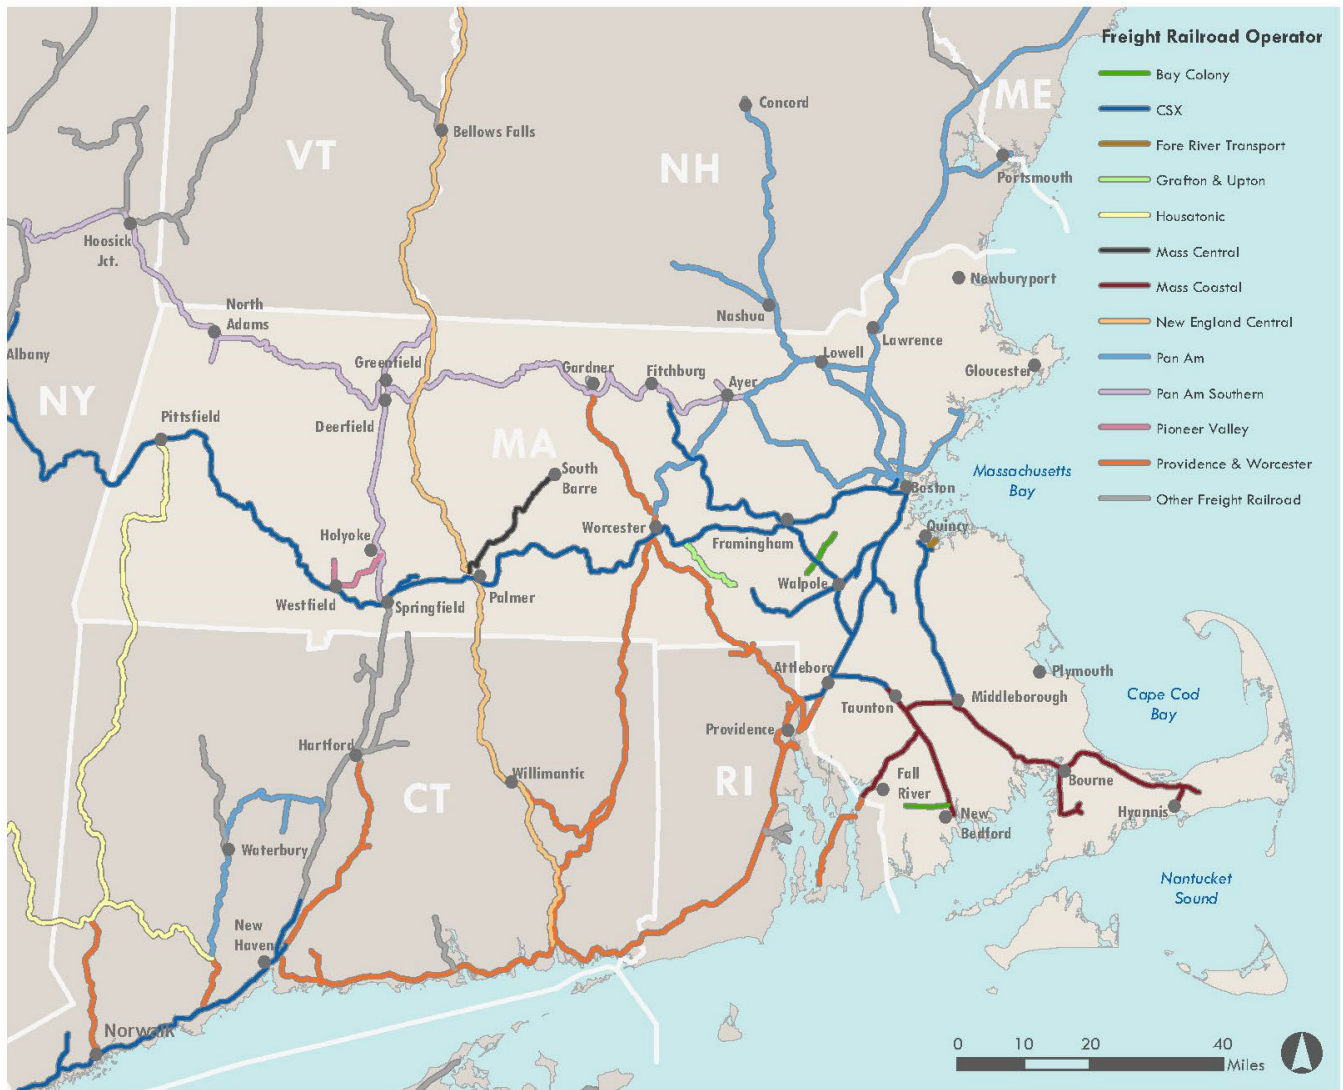 Freight Railroad Operator
Bay Colony
CSX
Fore River Transport
Grafton & Upton
Housatonic
Mass Central
Mass Coastal
New England Central
Pan Am
Pan Am Southern
Pioneer Valley
Providence & Worcester
Other Freight Railroad
ME
Concord
Bellows Falls
VT
NH
Portsmouth
Hoosick
Jct.
Newburyport
North
Adams
Nashua
Lawrence
Albany
Greenfield
Gardner
Fitchburg
Lowell
Ayer
Gloucester
NY
Pittsfield
Deerfield
MA
South
Barre
Massachusetts
Bay
Boston
Holyoke
Worcester
Framingham
Quincy
Westfield
Springfield
Palmer
Walpole
Attleboro
Plymouth
Taunton
Middleborough
Cape Cod
Bay
Hartford
Providence
Willimantic
CT
RI
Fall
River
Bourne
Hyannis
New
Bedford
Waterbury
Nantucket
Sound
New
Haven
Norwalk
0 10 20 40
Miles